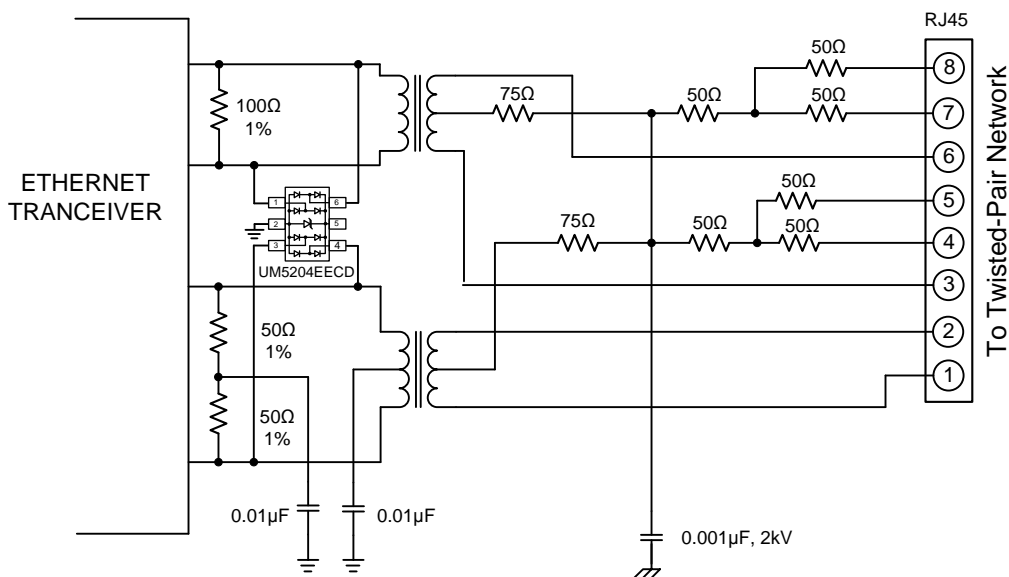 RJ45
50Ω
8
100Ω
1%
75Ω
50Ω
50Ω
7
6
ETHERNET
TRANCEIVER
1
6
2
5
3
4
UM5204EECD
50Ω
5
75Ω
50Ω
50Ω
4
3
50Ω
1%
2
1
50Ω
1%
0.01µF
0.01µF
0.001µF, 2kV
To Twisted-Pair Network